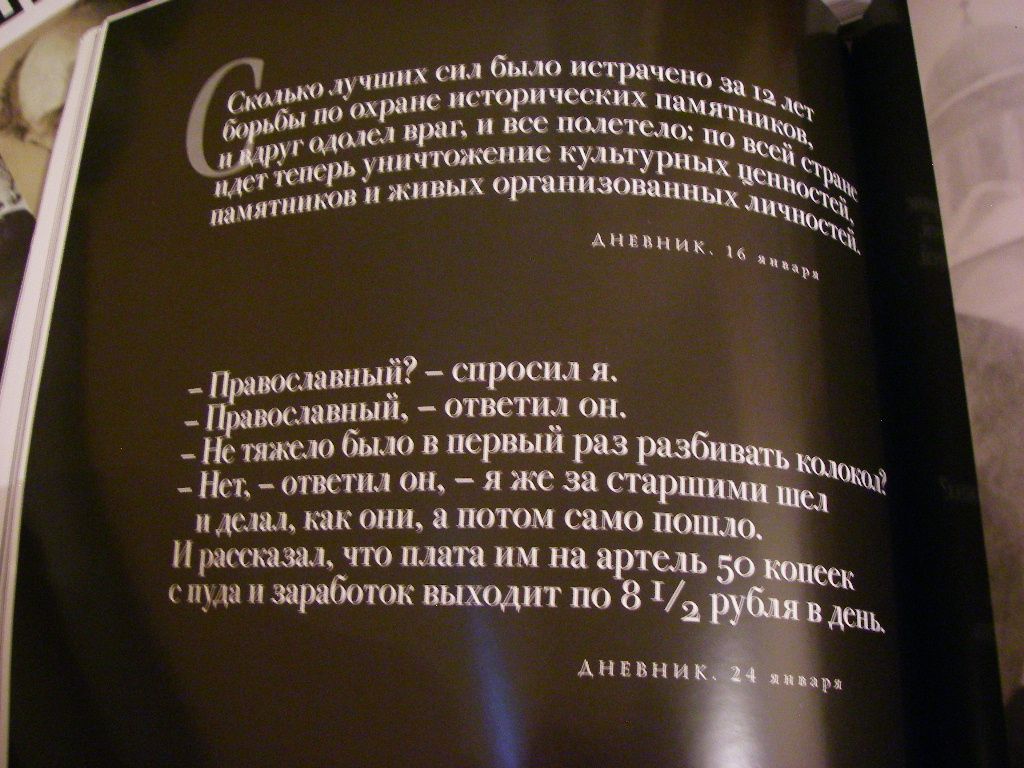 Сколько лучших сил было истрачено за 12 лет
борьбы по охране исторических памятников,
и вдруг одолел враг, и все полетело: по всей стране
идет теперь уничтожение культурных ценностей,
памятников и живых организованных личностей.
ДНЕВНИК. 16 января
– Православный? – спросил я.
– Православный, – ответил он.
– Не тяжело было в первый раз разбивать колокол?
– Нет, – ответил он, – я же за старшими шел
и делал, как они, а потом само пошло.
И рассказал, что плата им на артель 50 копеек
с пуда и заработок выходит по 8 1/2 рубля в день.
ДНЕВНИК. 24 января